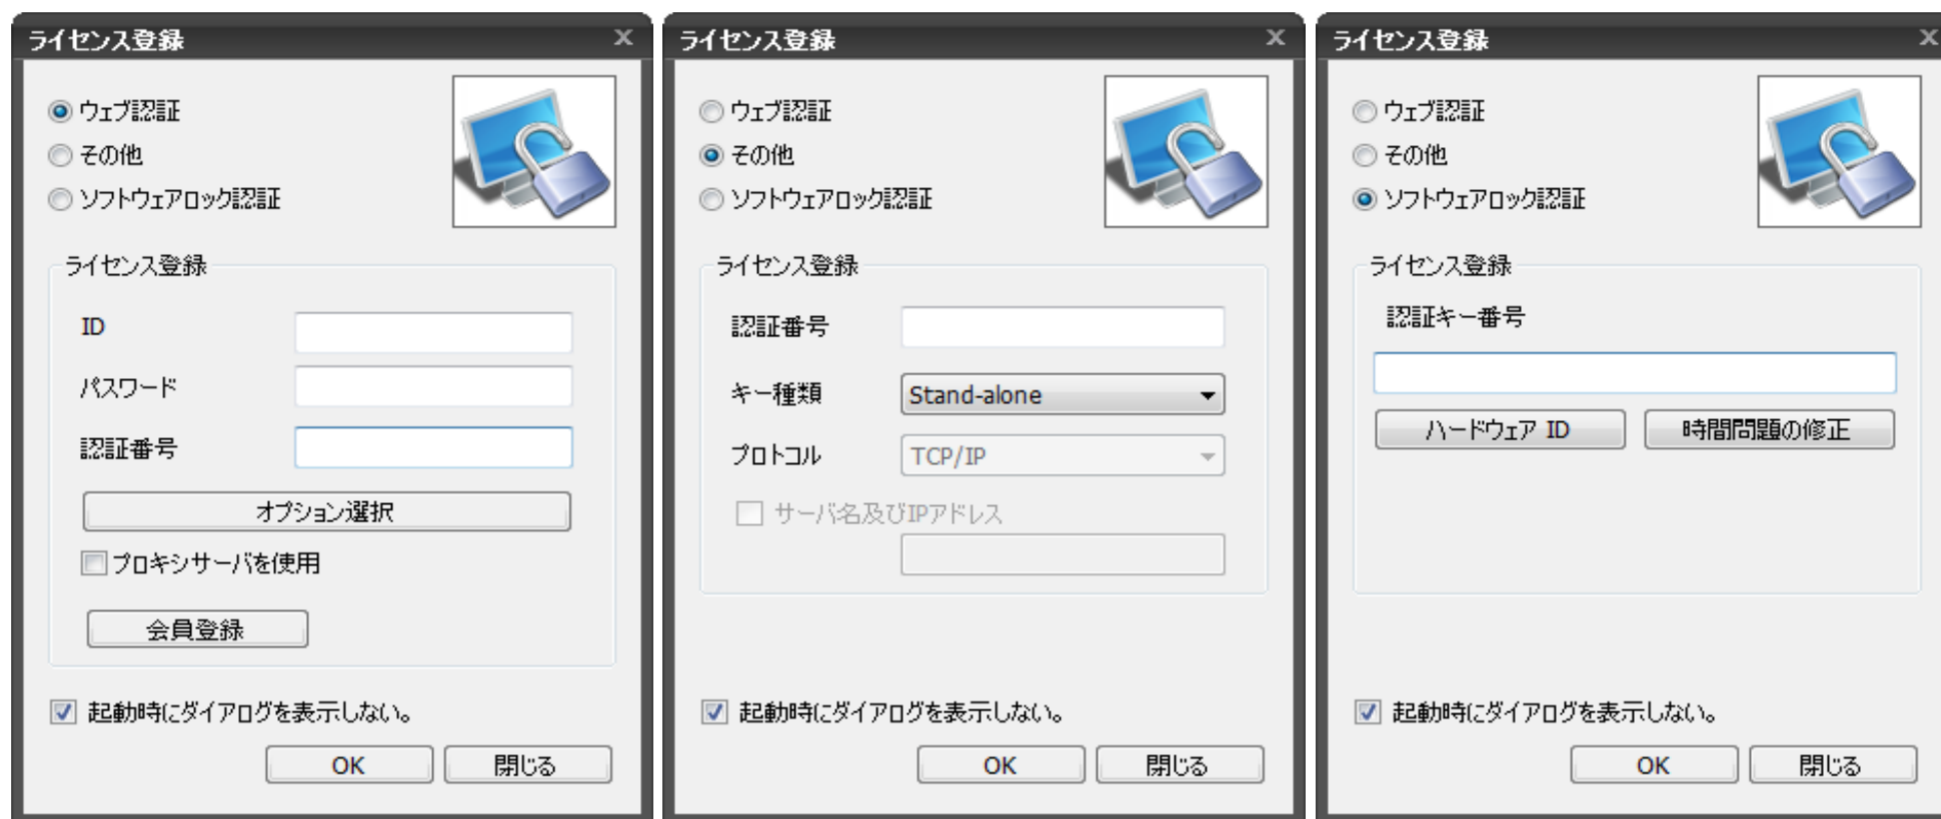 ライセンス登録 x
ウェブ認証
その他
ソフトウェアロック認証
ライセンス登録
ID
パスワード
認証番号
オプション選択
プロキシサーバを使用
会員登録
起動時にダイアログを表示しない。
OK 閉じる
ライセンス登録 x
ウェブ認証
その他
ソフトウェアロック認証
ライセンス登録
認証番号
キー種類 Stand-alone
プロトコル TCP/IP
サーバ名及びIPアドレス
起動時にダイアログを表示しない。
OK 閉じる
ライセンス登録 x
ウェブ認証
その他
ソフトウェアロック認証
ライセンス登録
認証キー番号
ハードウェア ID 時間問題の修正
起動時にダイアログを表示しない。
OK 閉じる